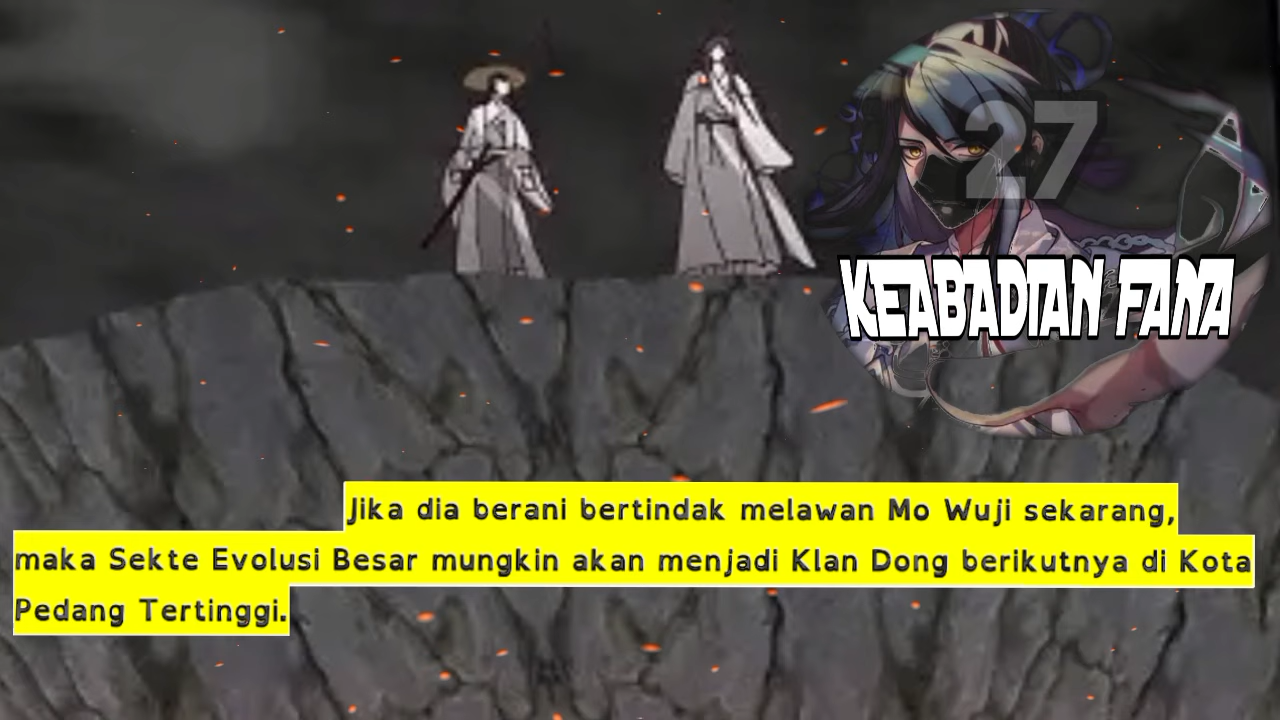 27
KEABADIAN FANA
Jika dia berani bertindak melawan Mo Wuji sekarang,
maka Sekte Evolusi Besar mungkin akan menjadi Klan Dong berikutnya di Kota
Pedang Tertinggi.